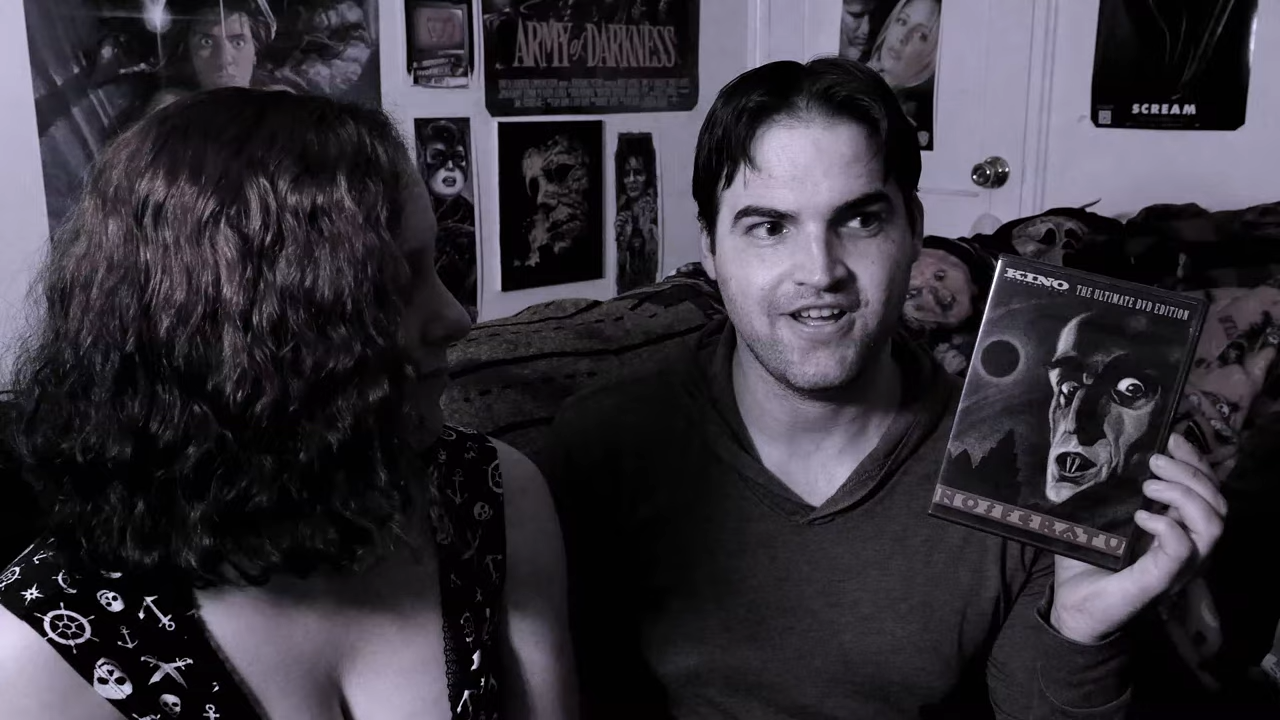 ARMY of DARKNESS
SCREAM
KINO
THE ULTIMATE DVD EDITION
NOSFERATU